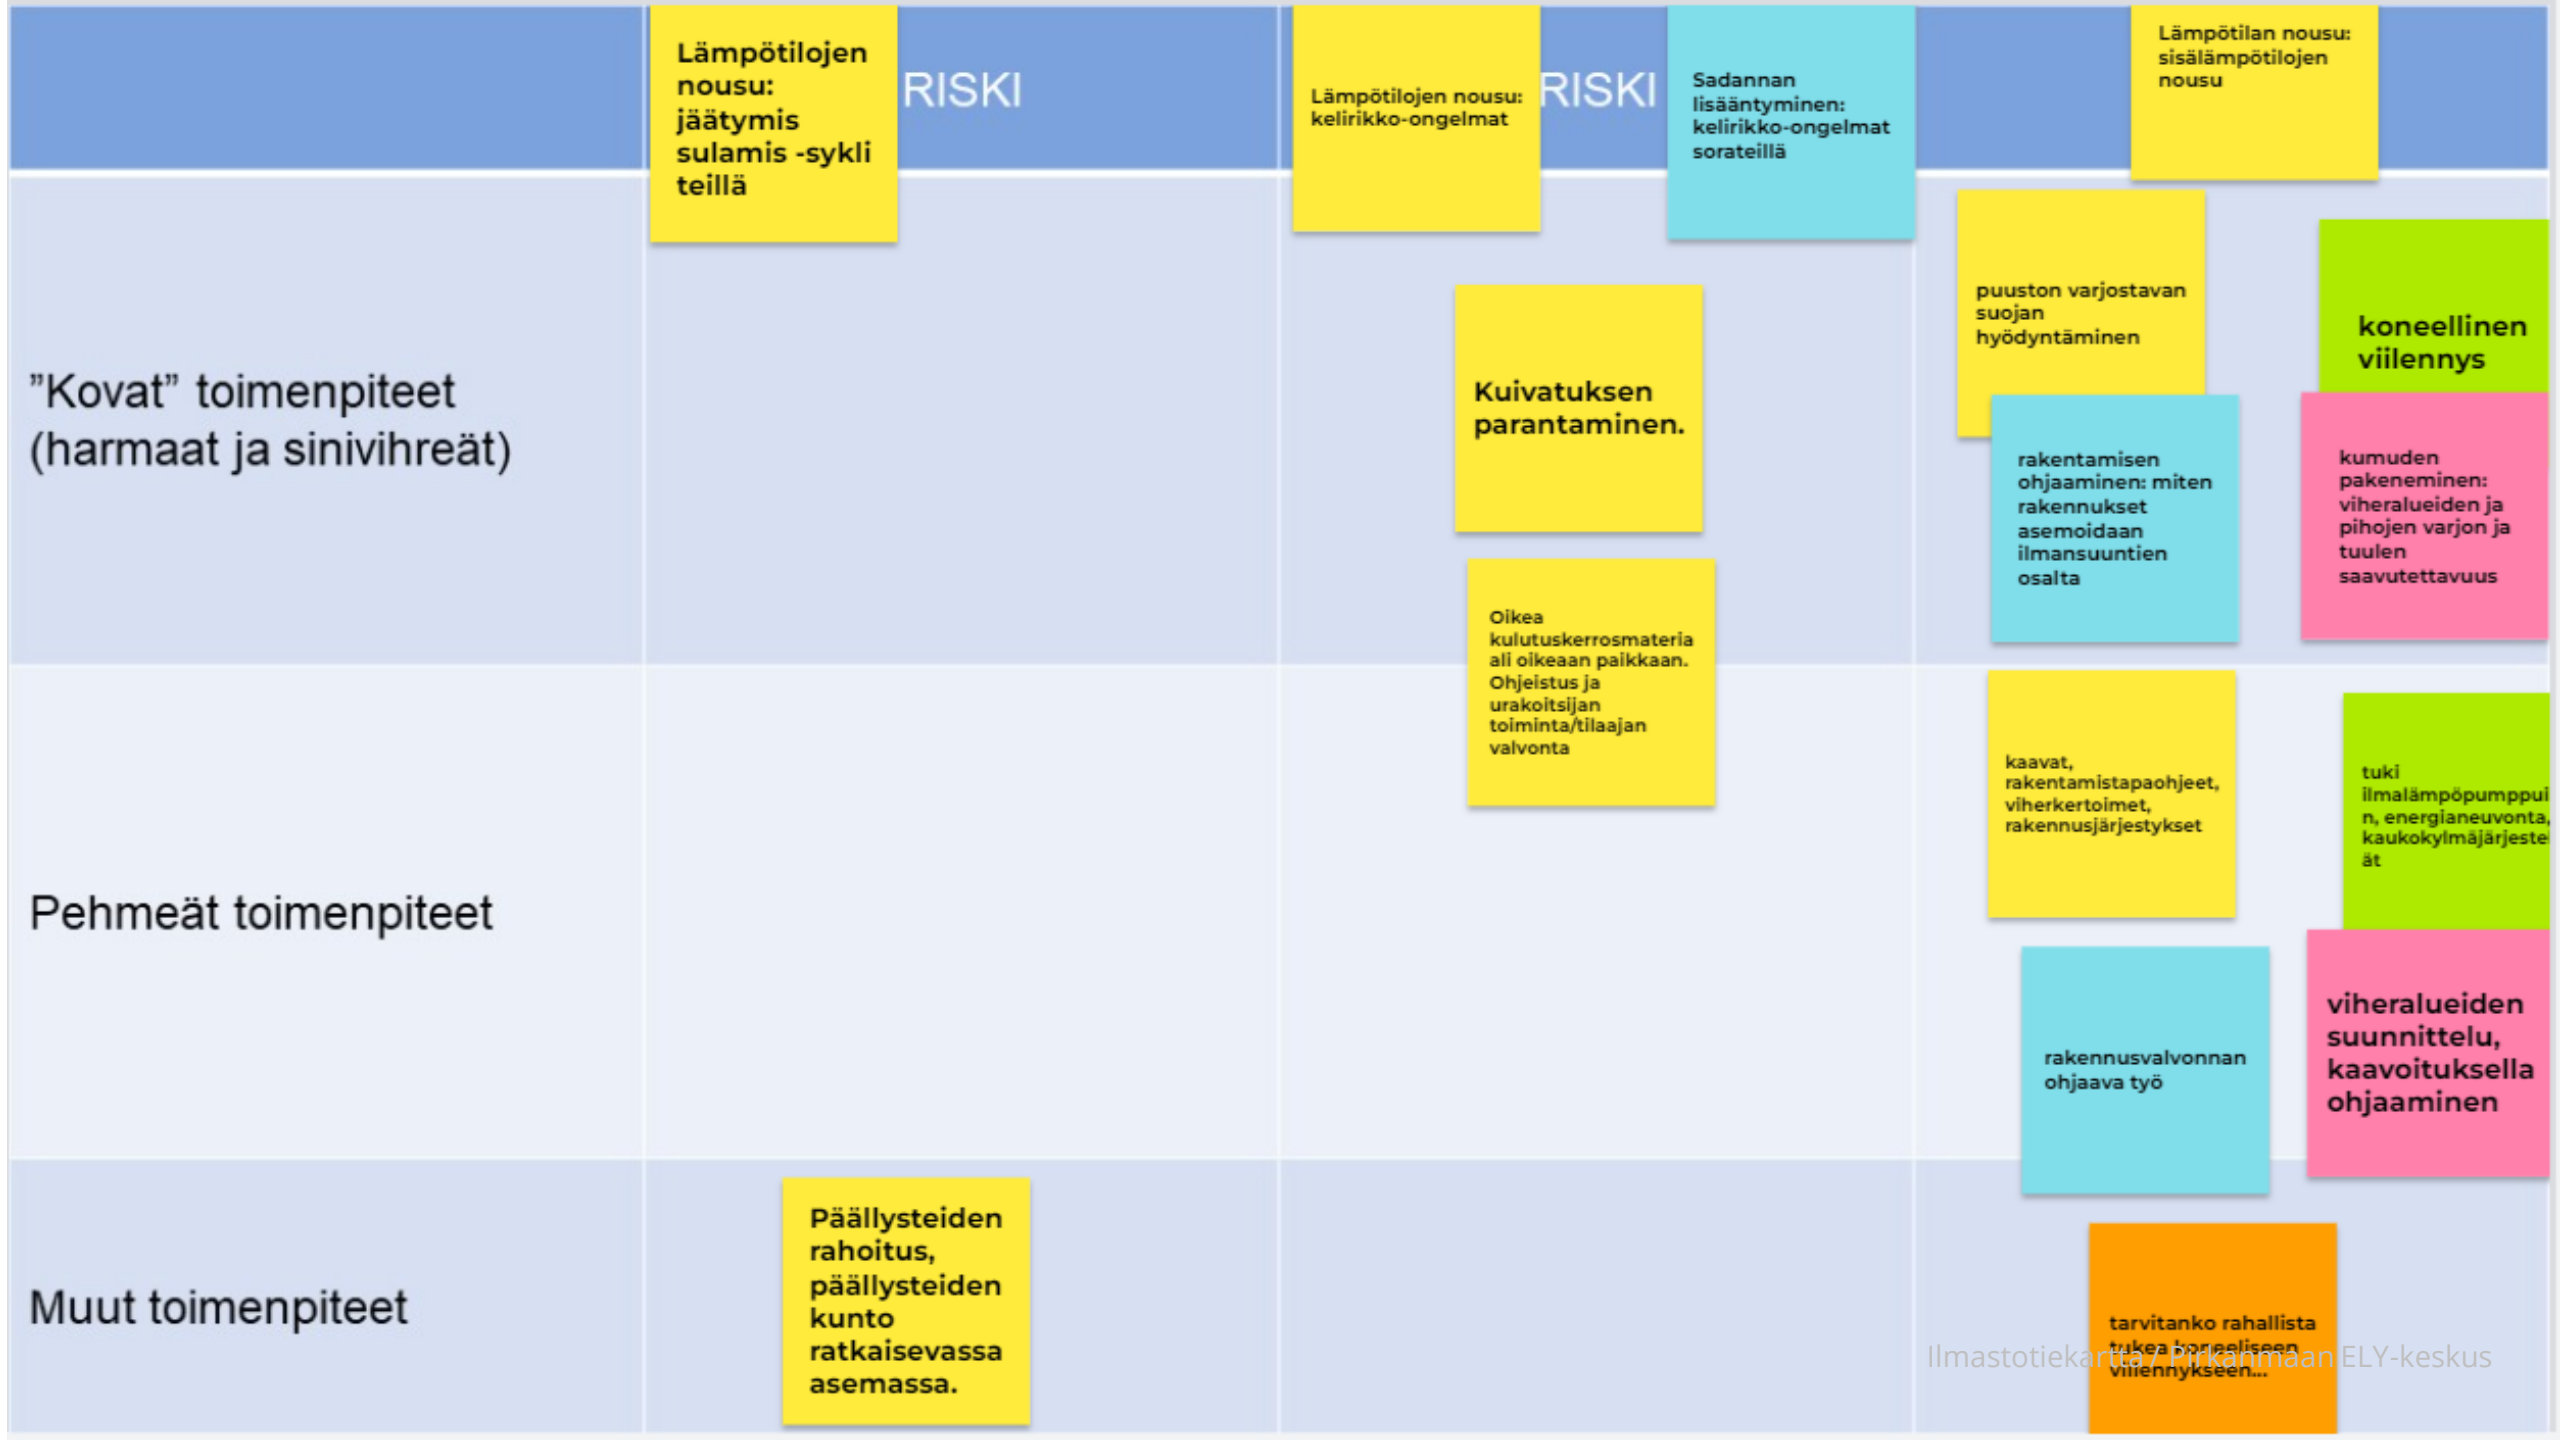 Lämpötilojen
nousu:
jäätymis
sulamis -sykli
teillä
RISKI
Lämpötilojen nousu:
kelirikko-ongelmat
RISKI
Sadannan
lisääntyminen:
kelirikko-ongelmat
sorateillä
Lämpötilan nousu:
sisälämpötilojen
nousu
”Kovat” toimenpiteet
(harmaat ja sinivihreät)
Kuivatuksen
parantaminen.
Oikea
kulutuskerrosmateria
ali oikeaan paikkaan.
Ohjeistus ja
urakoitsijan
toiminta/tilaajan
valvonta
puuston varjostavan
suojan
hyödyntäminen
koneellinen
viilennys
rakentamisen
ohjaaminen: miten
rakennukset
asemoidaan
ilmansuuntien
osalta
kumuden
pakeneminen:
viheralueiden ja
pihojen varjon ja
tuulen
saavutettavuus
Pehmeät toimenpiteet
kaavat,
rakentamistapaohjeet,
viherkertoimet,
rakennusjärjestykset
tuki
ilmalämpöpumppui
n, energianeuvonta,
kaukokylmäjärjeste
ät
rakennusvalvonnan
ohjaava työ
viheralueiden
suunnittelu,
kaavoituksella
ohjaaminen
Muut toimenpiteet
Päällysteiden
rahoitus,
päällysteiden
kunto
ratkaisevassa
asemassa.
tarvitanko rahallista
tukea koneeliseen
viilennykseen...
Ilmastotiekartta / Pirkanmaan ELY-keskus